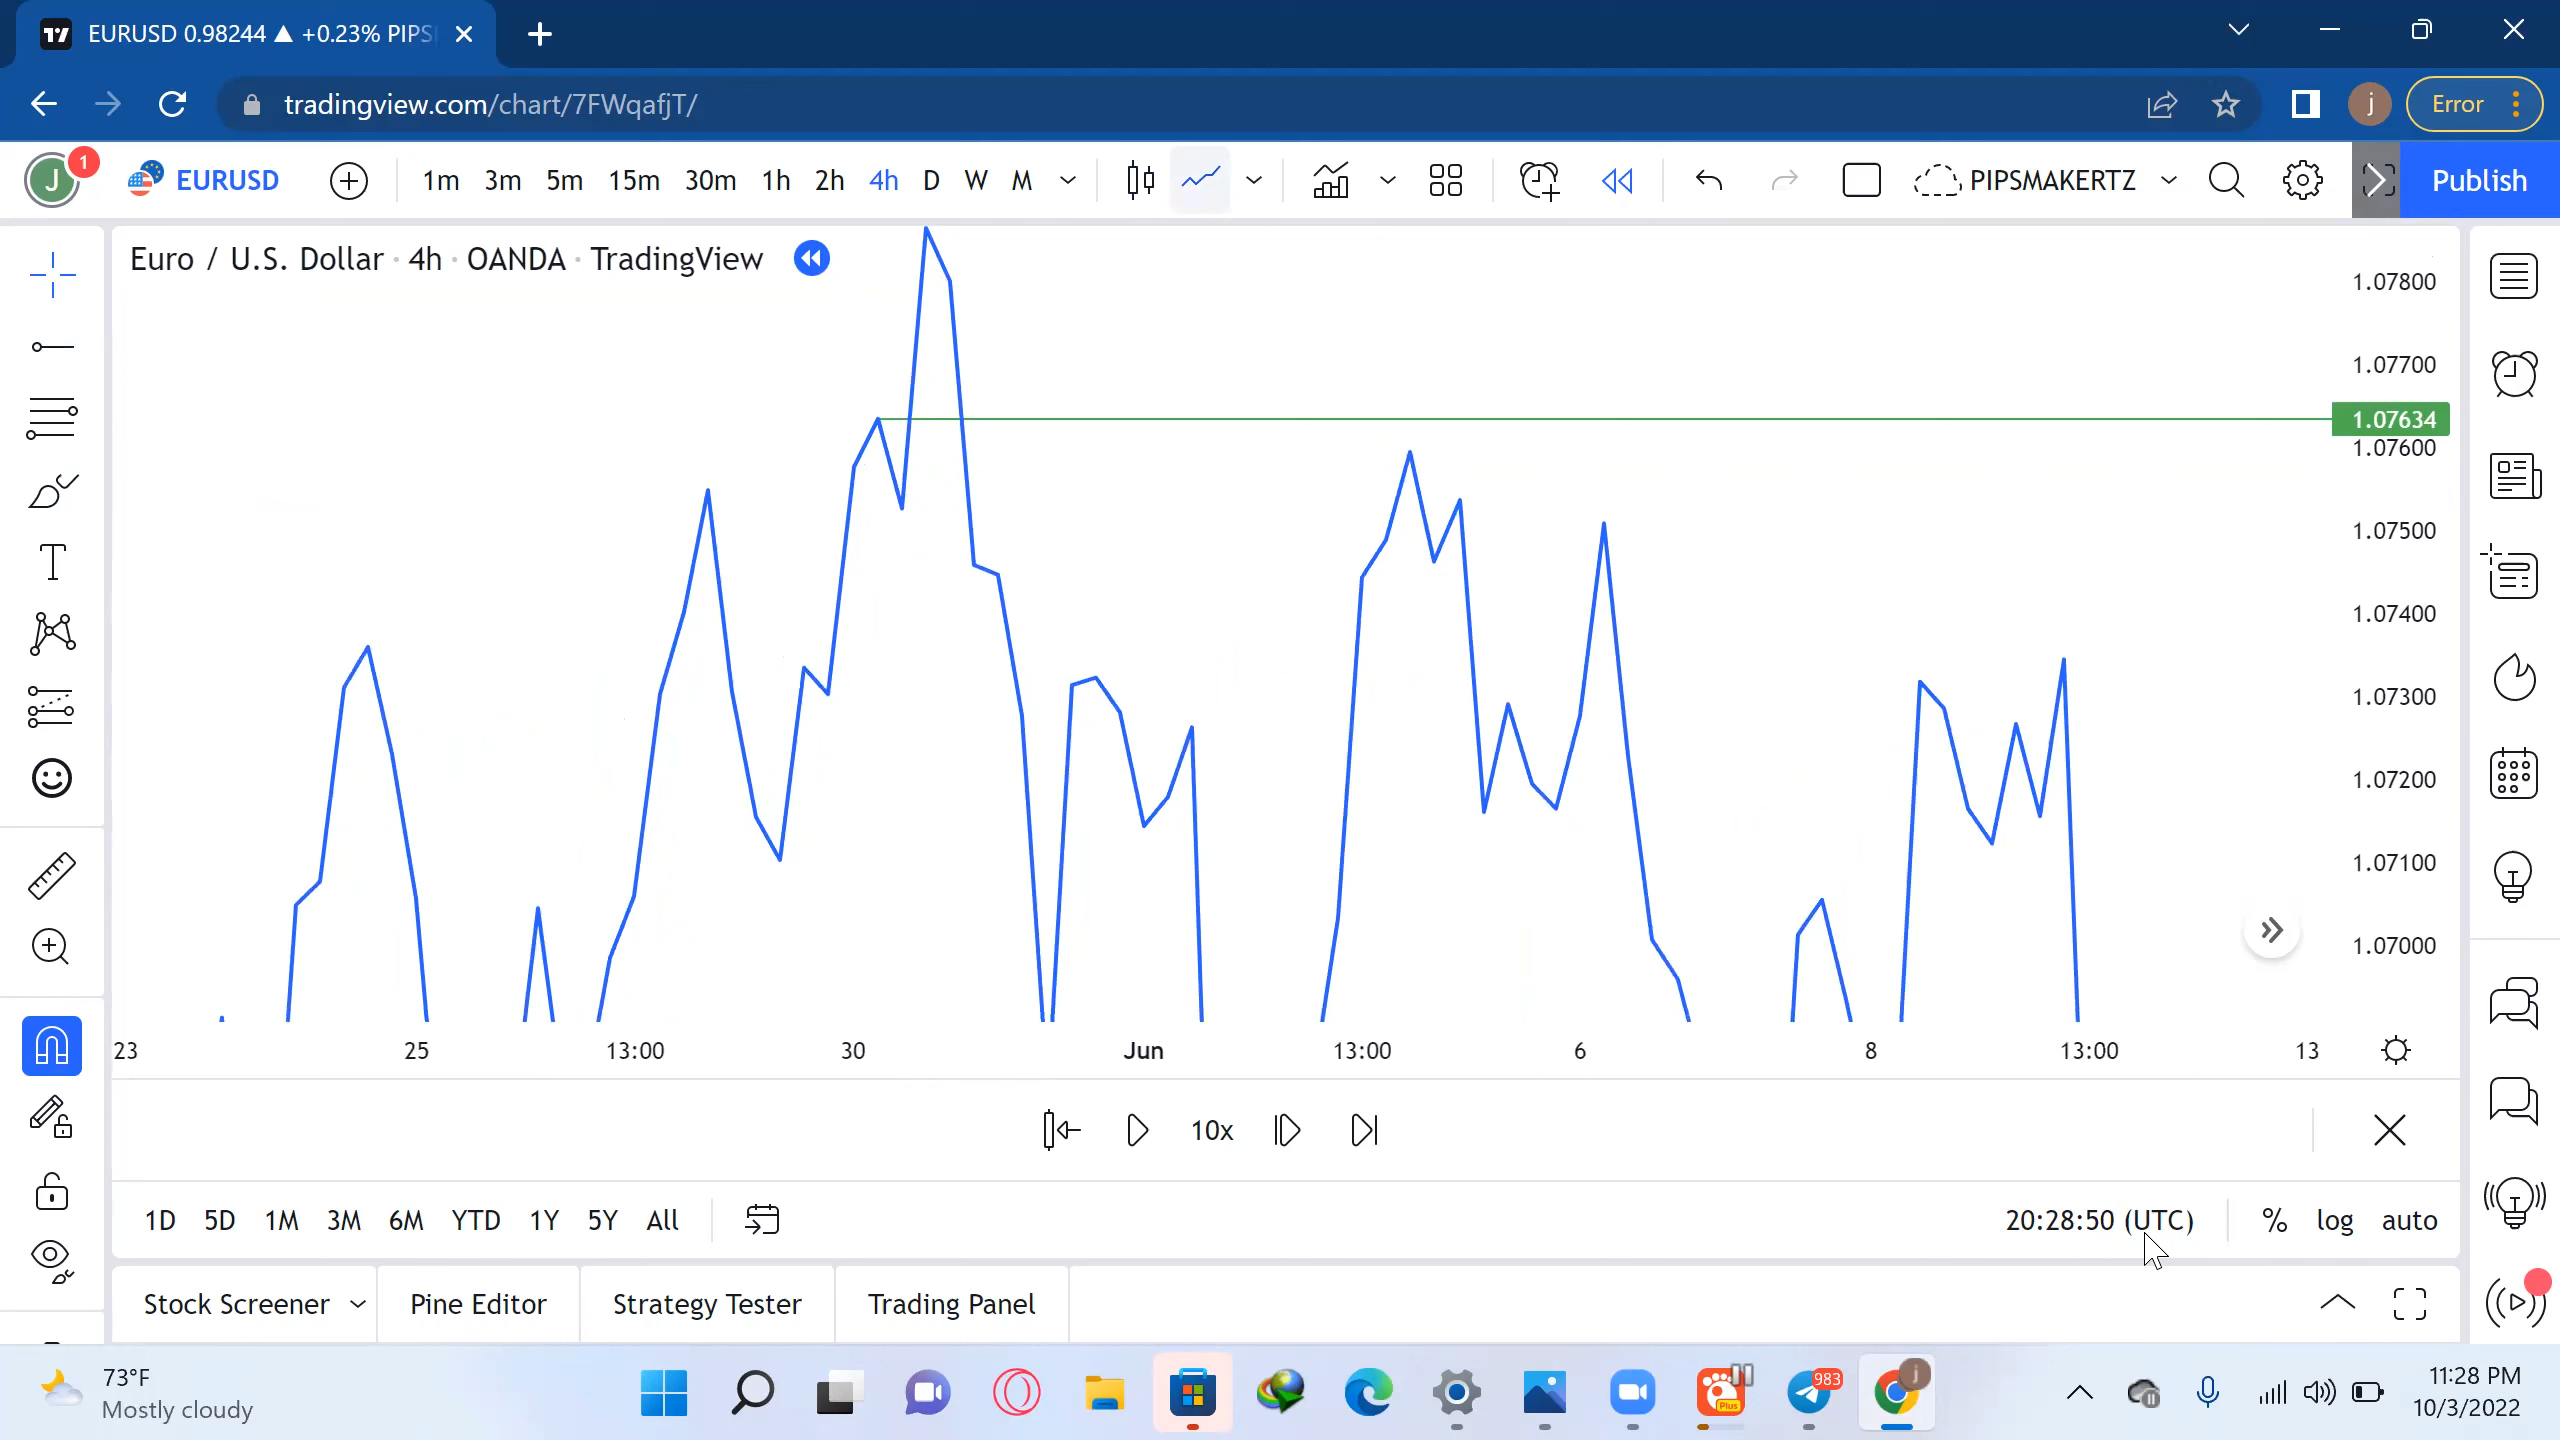 EURUSD 0.98244 ▲ +0.23% PIPS
tradingview.com/chart/7FWqafjT/
j
Error
J
1
EURUSD
1m 3m 5m 15m 30m 1h 2h 4h D W M
PIPSMAKERTZ
Publish
Euro / U.S. Dollar · 4h · OANDA · TradingView
1.07800
1.07700
1.07634
1.07600
1.07500
1.07400
1.07300
1.07200
1.07100
1.07000
23 25 13:00 30 Jun 13:00 6 8 13:00 13
10x
1D 5D 1M 3M 6M YTD 1Y 5Y All
20:28:50 (UTC)
% log auto
Stock Screener Pine Editor Strategy Tester Trading Panel
73°F
Mostly cloudy
Plus
983
j
11:28 PM
10/3/2022